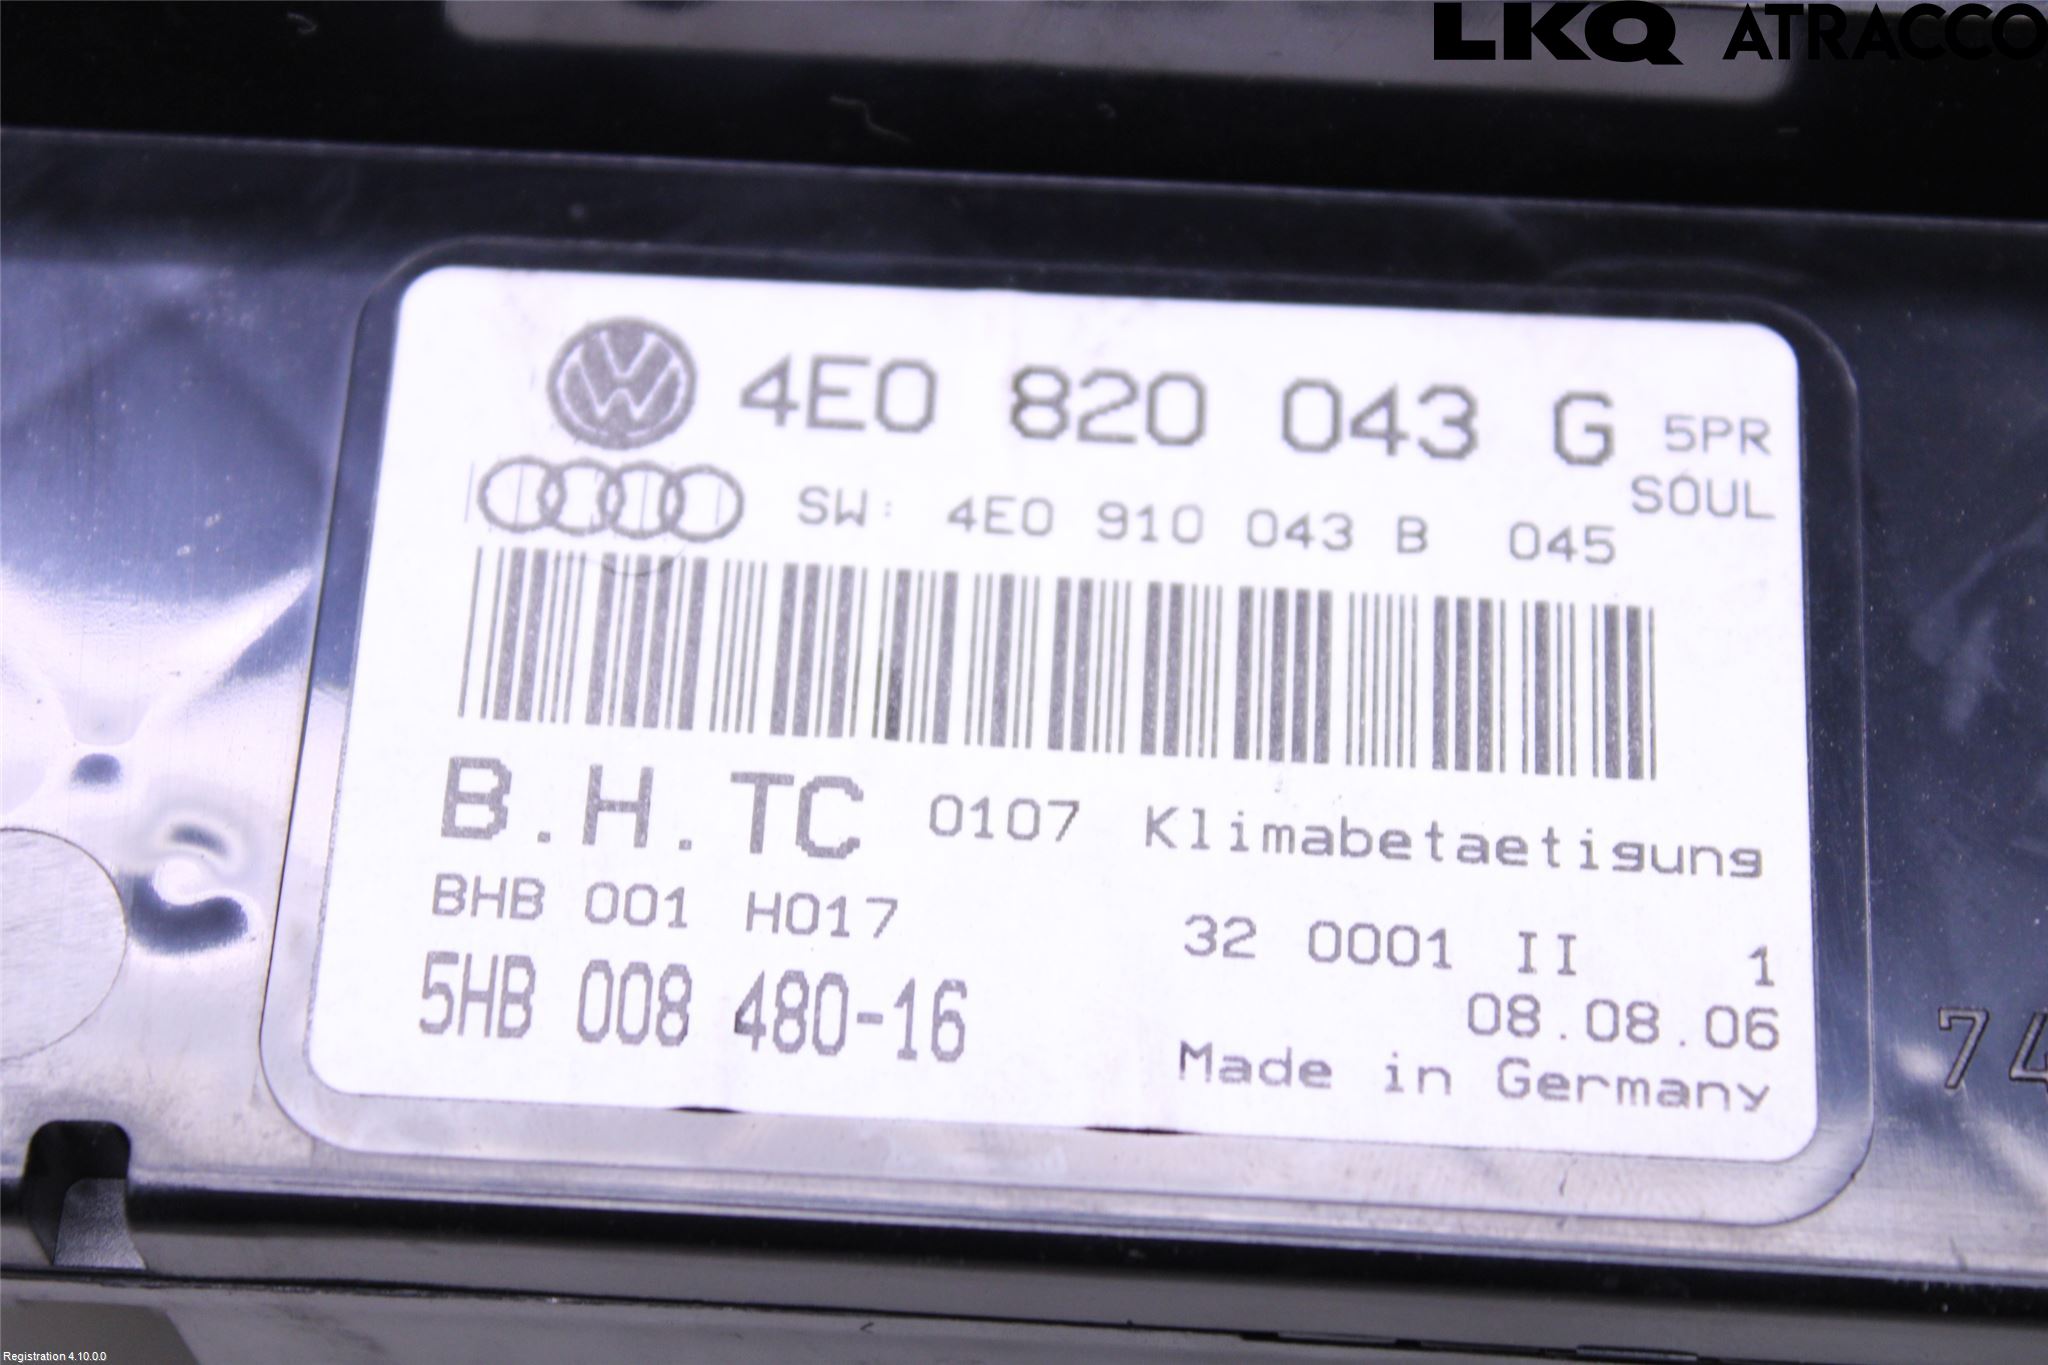 LKQ ATRACCO
4E0 820 043 G 5PR
SOUL
SW: 4E0 910 043 B 045
B.H.TC 0107 Klimabetaetigung
BHB 001 H017
32 0001 II 1
5HB 008 480-16
08.08.06
Made in Germany
74
Registration 4.10.0.0